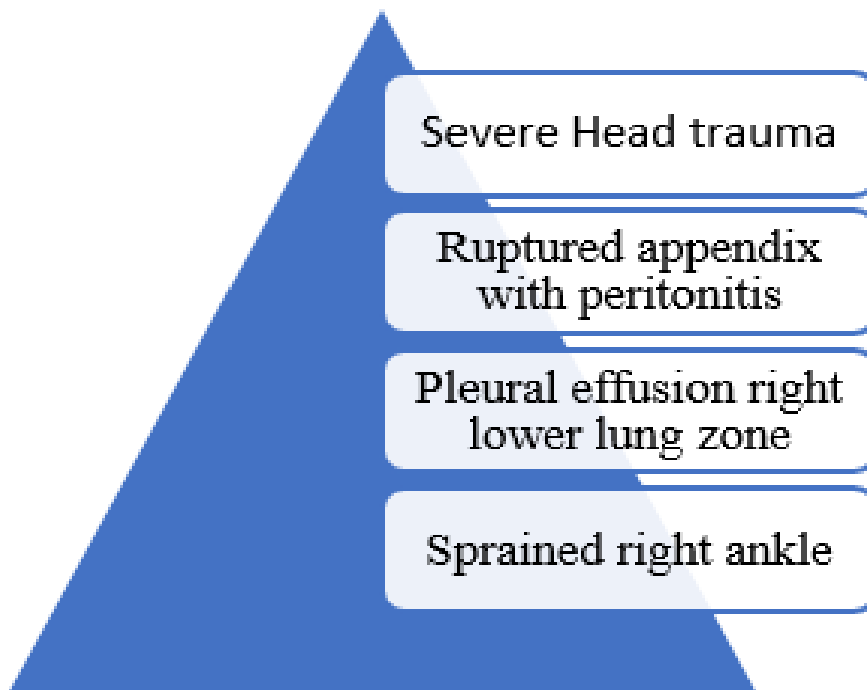 Severe Head trauma
Ruptured appendix
with peritonitis
Pleural effusion right
lower lung zone
Sprained right ankle